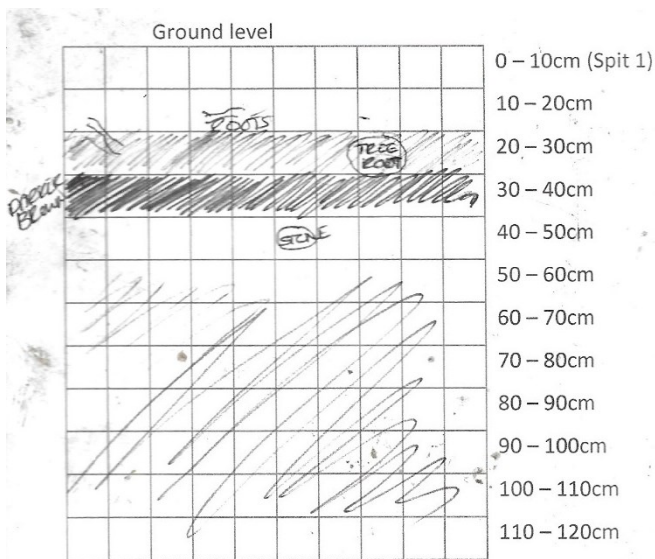 Ground level
0 – 10cm (Spit 1)
10 – 20cm
ROOTS
20 – 30cm
TREE
ROOT
30 – 40cm
Brown
40 – 50cm
STONE
50 – 60cm
60 – 70cm
70 – 80cm
80 – 90cm
90 – 100cm
100 – 110cm
110 – 120cm